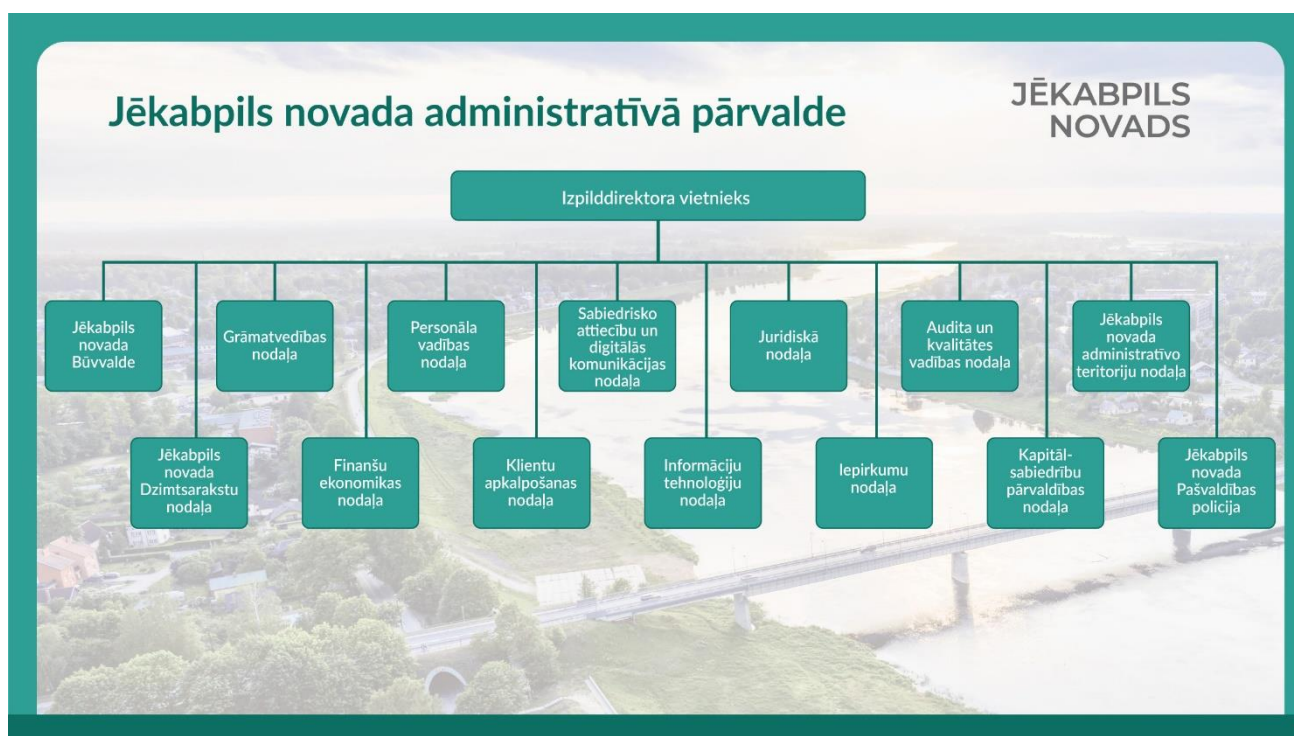 Jēkabpils novada administratīvā pārvalde
JĒKABPILS
NOVADS
Izpilddirektora vietnieks
Jēkabpils
novada
Būvvalde
Grāmatvedības
nodaļa
Personāla
vadības
nodaļa
Sabiedrisko
attiecību un
digitālās
komunikācijas
nodaļa
Juridiskā
nodaļa
Audita un
kvalitātes
vadības nodaļa
Jēkabpils
novada
administratīvo
teritoriju nodaļa
Jēkabpils
novada
Dzimtsarakstu
nodaļa
Finanšu
ekonomikas
nodaļa
Klientu
apkalpošanas
nodaļa
Informāciju
tehnoloģiju
nodaļa
Iepirkumu
nodaļa
Kapitāl-
sabiedrību
pārvaldības
nodaļa
Jēkabpils
novada
Pašvaldības
policija